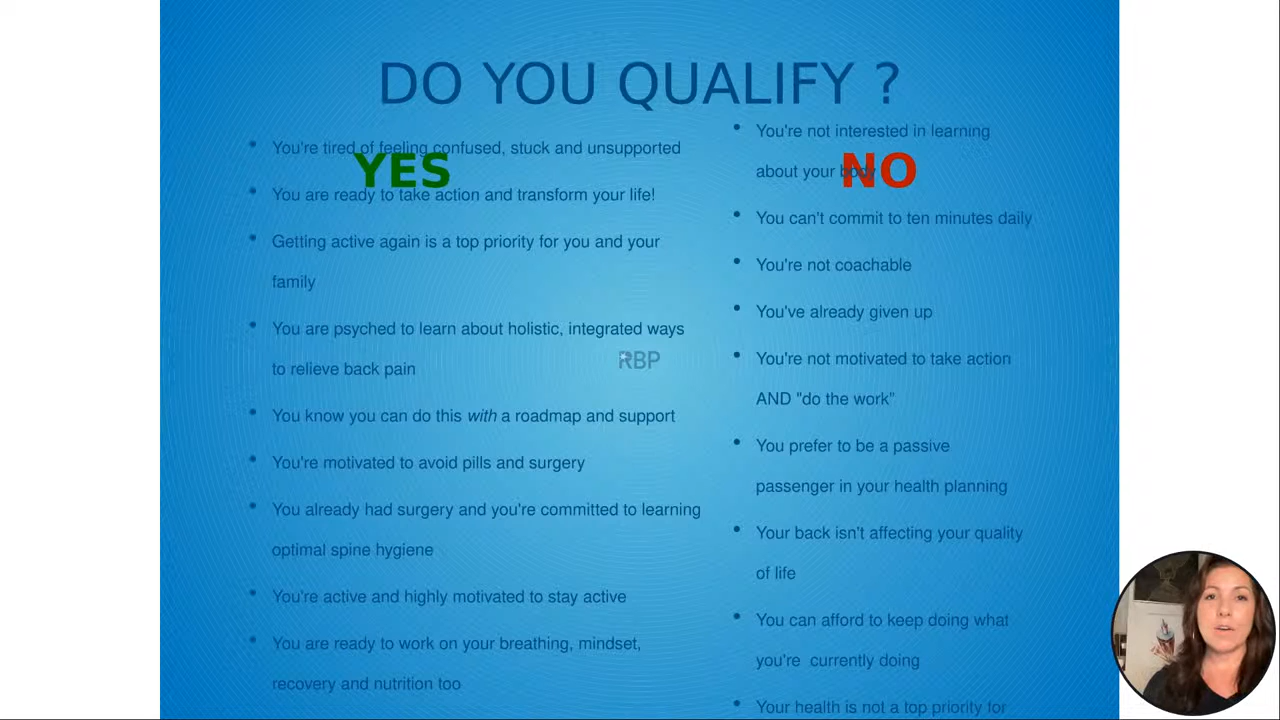 DO YOU QUALIFY ?
YES
You're tired of feeling confused, stuck and unsupported
You are ready to take action and transform your life!
Getting active again is a top priority for you and your
family
You are psyched to learn about holistic, integrated ways
to relieve back pain
You know you can do this with a roadmap and support
You're motivated to avoid pills and surgery
You already had surgery and you're committed to learning
optimal spine hygiene
You're active and highly motivated to stay active
You are ready to work on your breathing, mindset,
recovery and nutrition too
RBP
NO
You're not interested in learning
about your body
You can't commit to ten minutes daily
You're not coachable
You've already given up
You're not motivated to take action
AND "do the work"
You prefer to be a passive
passenger in your health planning
Your back isn't affecting your quality
of life
You can afford to keep doing what
you're currently doing
Your health is not a top priority for